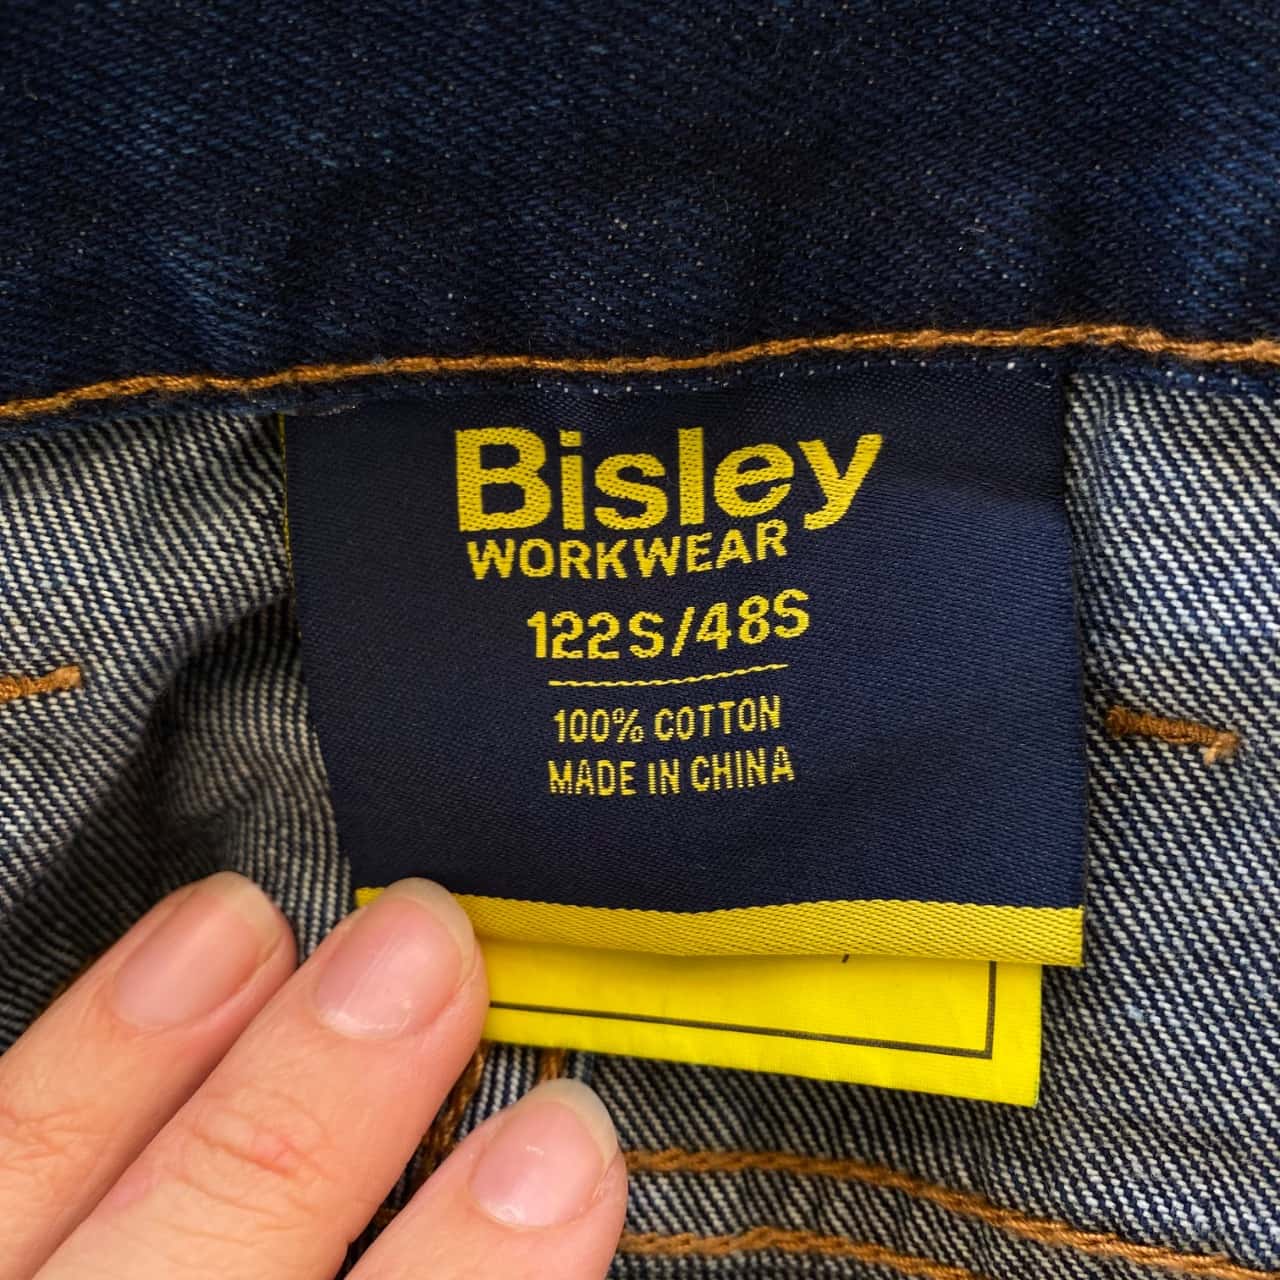 Bisley
WORKWEAR
122S/48S
100% COTTON
MADE IN CHINA